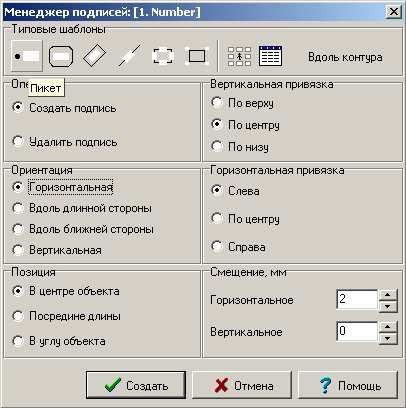 Менеджер подписей: [1. Number]
Типовые шаблоны
Вдоль контура
Пикет
Создать подпись
Удалить подпись
Вертикальная привязка
По верху
По центру
По низу
Ориентация
Горизонтальная
Вдоль длинной стороны
Вдоль ближней стороны
Вертикальная
Горизонтальная привязка
Слева
По центру
Справа
Позиция
В центре объекта
Посредине длины
В углу объекта
Смещение, мм
Горизонтальное 2
Вертикальное 0
Создать Отмена ? Помощь